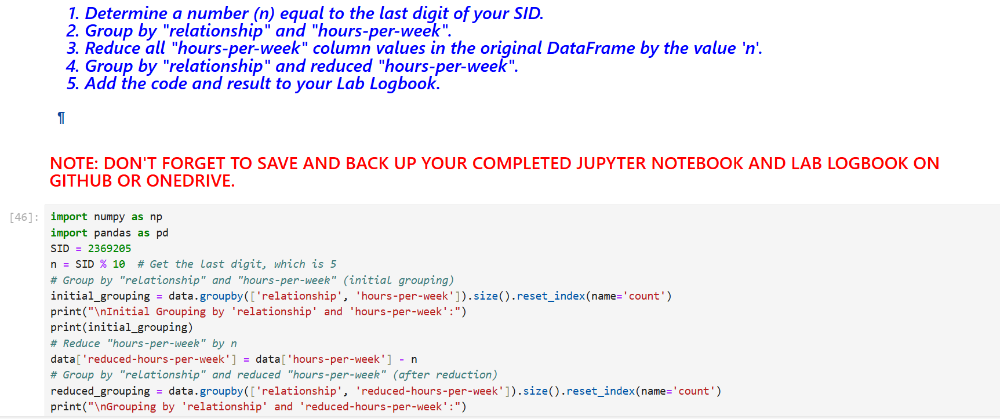 1. Determine a number (n) equal to the last digit of your SID.
2. Group by "relationship" and "hours-per-week".
3. Reduce all "hours-per-week" column values in the original DataFrame by the value 'n'.
4. Group by "relationship" and reduced "hours-per-week".
5. Add the code and result to your Lab Logbook.
¶
NOTE: DON'T FORGET TO SAVE AND BACK UP YOUR COMPLETED JUPYTER NOTEBOOK AND LAB LOGBOOK ON
GITHUB OR ONEDRIVE.
[46]: import numpy as np
import pandas as pd
SID = 2369205
n = SID % 10  # Get the last digit, which is 5
# Group by "relationship" and "hours-per-week" (initial grouping)
initial_grouping = data.groupby(['relationship', 'hours-per-week']).size().reset_index(name='count')
print("\nInitial Grouping by 'relationship' and 'hours-per-week':")
print(initial_grouping)
# Reduce "hours-per-week" by n
data['reduced-hours-per-week'] = data['hours-per-week'] - n
# Group by "relationship" and reduced "hours-per-week" (after reduction)
reduced_grouping = data.groupby(['relationship', 'reduced-hours-per-week']).size().reset_index(name='count')
print("\nGrouping by 'relationship' and 'reduced-hours-per-week':")